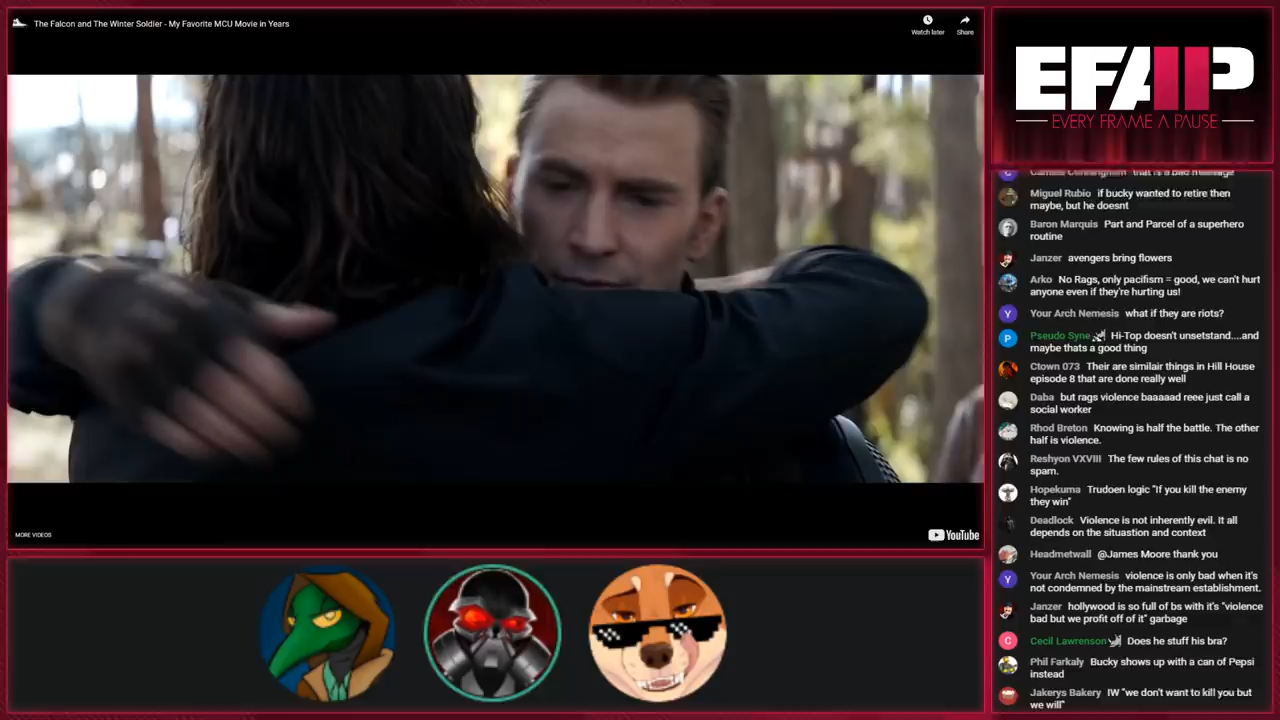 The Falcon and The Winter Soldier - My Favorite MCU Movie in Years
Watch later
Share
MORE VIDEOS
YouTube
EFAP
EVERY FRAME A PAUSE
Miguel Rubio if bucky wanted to retire then
maybe, but he doesnt
Baron Marquis Part and Parcel of a superhero
routine
Janzer avengers bring flowers
Arko No Rags, only pacifism = good, we can't hurt
anyone even if they're hurting us!
Your Arch Nemesis what if they are riots?
Pseudo Syne Hi-Top doesn't unsetstand....and
maybe thats a good thing
Ctown 073 Their are similair things in Hill House
episode 8 that are done really well
Daba but rags violence baaaaad reee just call a
social worker
Rhod Breton Knowing is half the battle. The other
half is violence.
Reshyon VXVIII The few rules of this chat is no
spam.
Hopekuma Trudoen logic "If you kill the enemy
they win"
Deadlock Violence is not inherently evil. It all
depends on the situastion and context
Headmetwall @James Moore thank you
Your Arch Nemesis violence is only bad when it's
not condemned by the mainstream establishment.
Janzer hollywood is so full of bs with it's "violence
bad but we profit off of it" garbage
Cecil Lawrenson Does he stuff his bra?
Phil Farkaly Bucky shows up with a can of Pepsi
instead
Jakerys Bakery IW "we don't want to kill you but
we will"